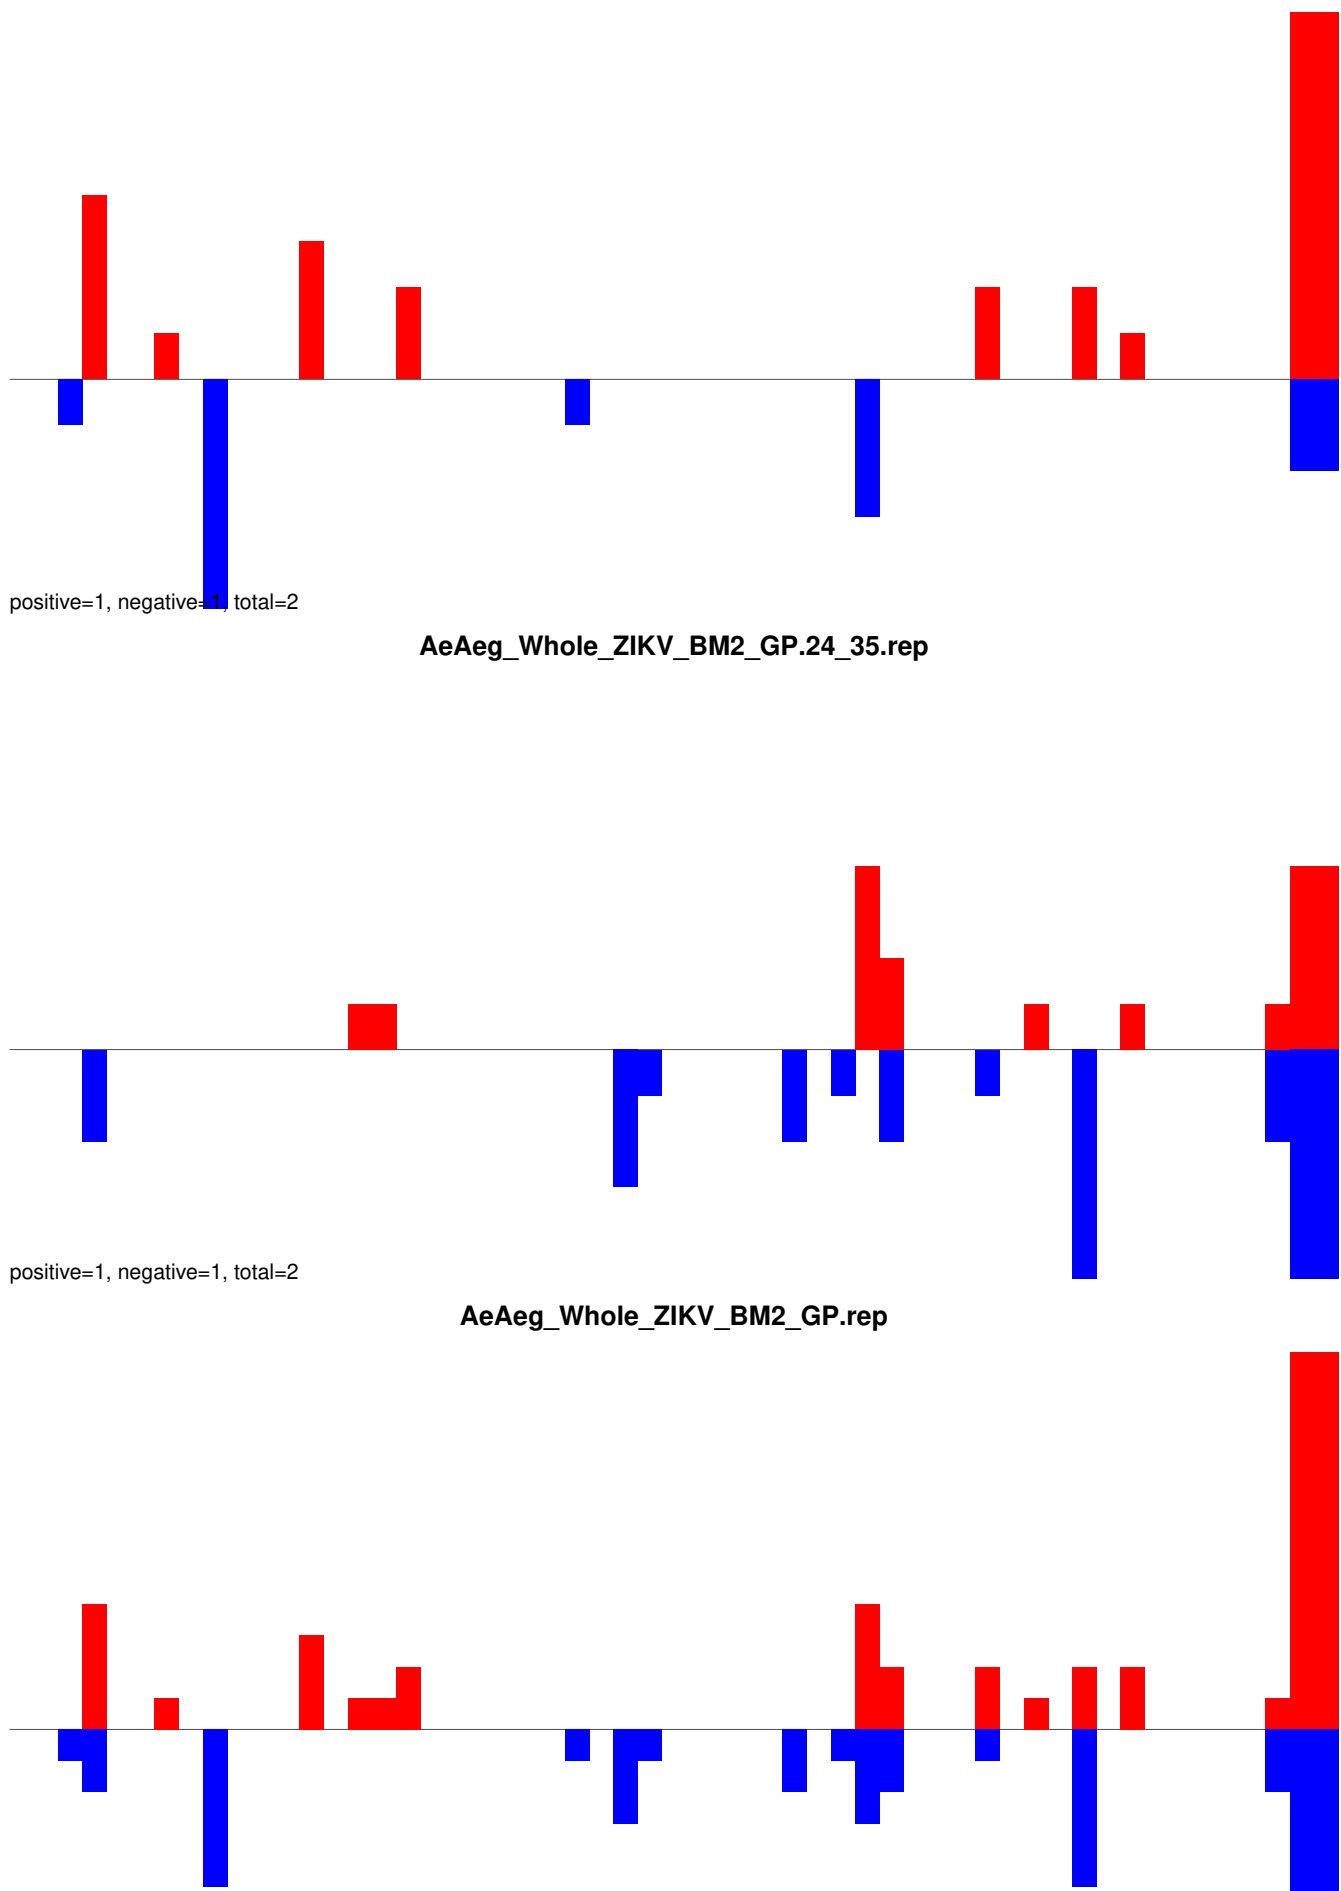 positive=1, negative=1, total=2
AeAeg_Whole_ZIKV_BM2_GP.24_35.rep
positive=1, negative=1, total=2
AeAeg_Whole_ZIKV_BM2_GP.rep